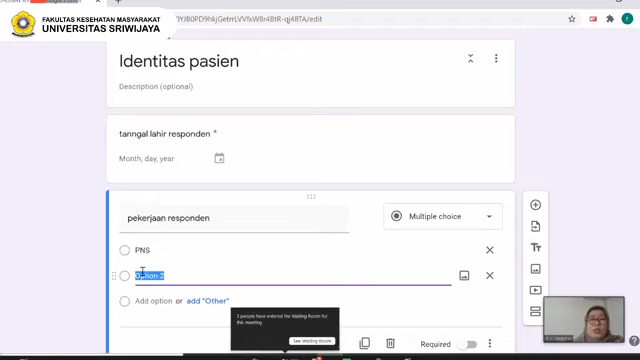 FAKULTAS KESEHATAN MASYARAKAT
UNIVERSITAS SRIWIJAYA
Identitas pasien
Description (optional)
tanngal lahir responden *
Month, day, year
pekerjaan responden
Multiple choice
PNS
Option 2
Add option or add "Other"
3 people have entered the Waiting Room for
this meeting
See Waiting Room
Required